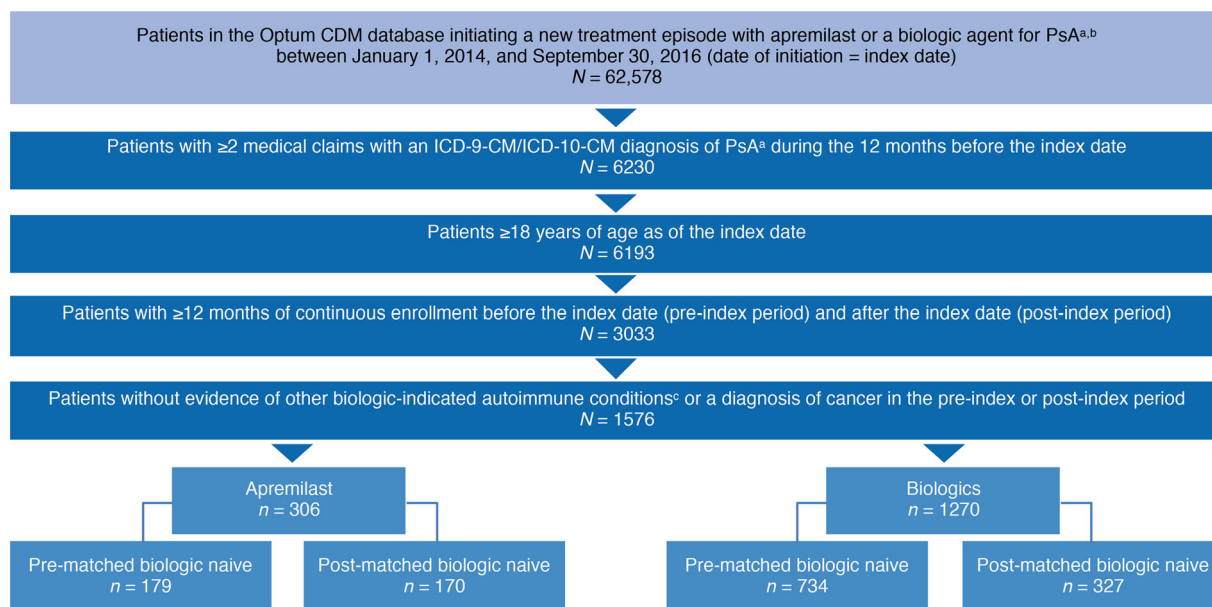 Patients in the Optum CDM database initiating a new treatment episode with apremilast or a biologic agent for PsAᵃ,ᵇ
between January 1, 2014, and September 30, 2016 (date of initiation = index date)
N = 62,578
Patients with ≥2 medical claims with an ICD-9-CM/ICD-10-CM diagnosis of PsAᵃ during the 12 months before the index date
N = 6230
Patients ≥18 years of age as of the index date
N = 6193
Patients with ≥12 months of continuous enrollment before the index date (pre-index period) and after the index date (post-index period)
N = 3033
Patients without evidence of other biologic-indicated autoimmune conditionsᶜ or a diagnosis of cancer in the pre-index or post-index period
N = 1576
Apremilast
n = 306
Biologics
n = 1270
Pre-matched biologic naive
n = 179
Post-matched biologic naive
n = 170
Pre-matched biologic naive
n = 734
Post-matched biologic naive
n = 327